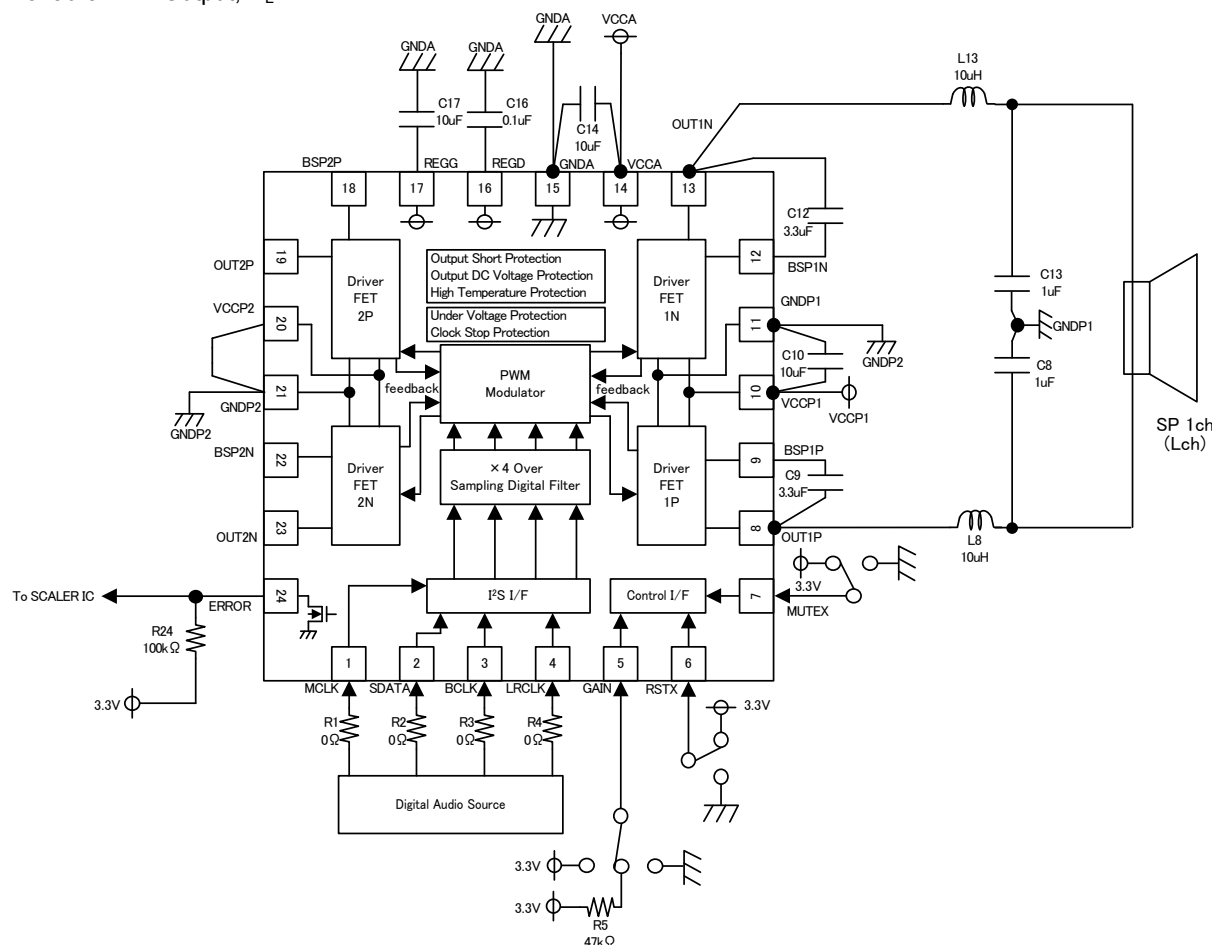 GNDA
VCCA
GNDA
GNDA
L13
10uH
C17
10uF
C16
0.1uF
C14
10uF
OUT1N
BSP2P
REGG
REGD
GNDA
VCCA
18
17
16
15
14
13
C12
3.3uF
19
OUT2P
Driver
FET
2P
Output Short Protection
Output DC Voltage Protection
High Temperature Protection
Under Voltage Protection
Clock Stop Protection
Driver
FET
1N
12
BSP1N
VCCP2
20
GNDP1
11
C13
1uF
GNDP1
GNDP2
C10
10uF
C8
1uF
PWM
Modulator
feedback
feedback
21
GNDP2
GNDP2
10
VCCP1
VCCP1
SP 1ch
(Lch)
BSP2N
22
Driver
FET
2N
×4 Over
Sampling Digital Filter
Driver
FET
1P
9
BSP1P
C9
3.3uF
23
OUT2N
8
OUT1P
L8
10uH
To SCALER IC
ERROR
24
I²S I/F
Control I/F
7
MUTEX
3.3V
R24
100kΩ
3.3V
1
2
3
4
5
6
MCLK
SDATA
BCLK
LRCLK
GAIN
RSTX
3.3V
R1
0Ω
R2
0Ω
R3
0Ω
R4
0Ω
Digital Audio Source
3.3V
3.3V
R5
47kΩ